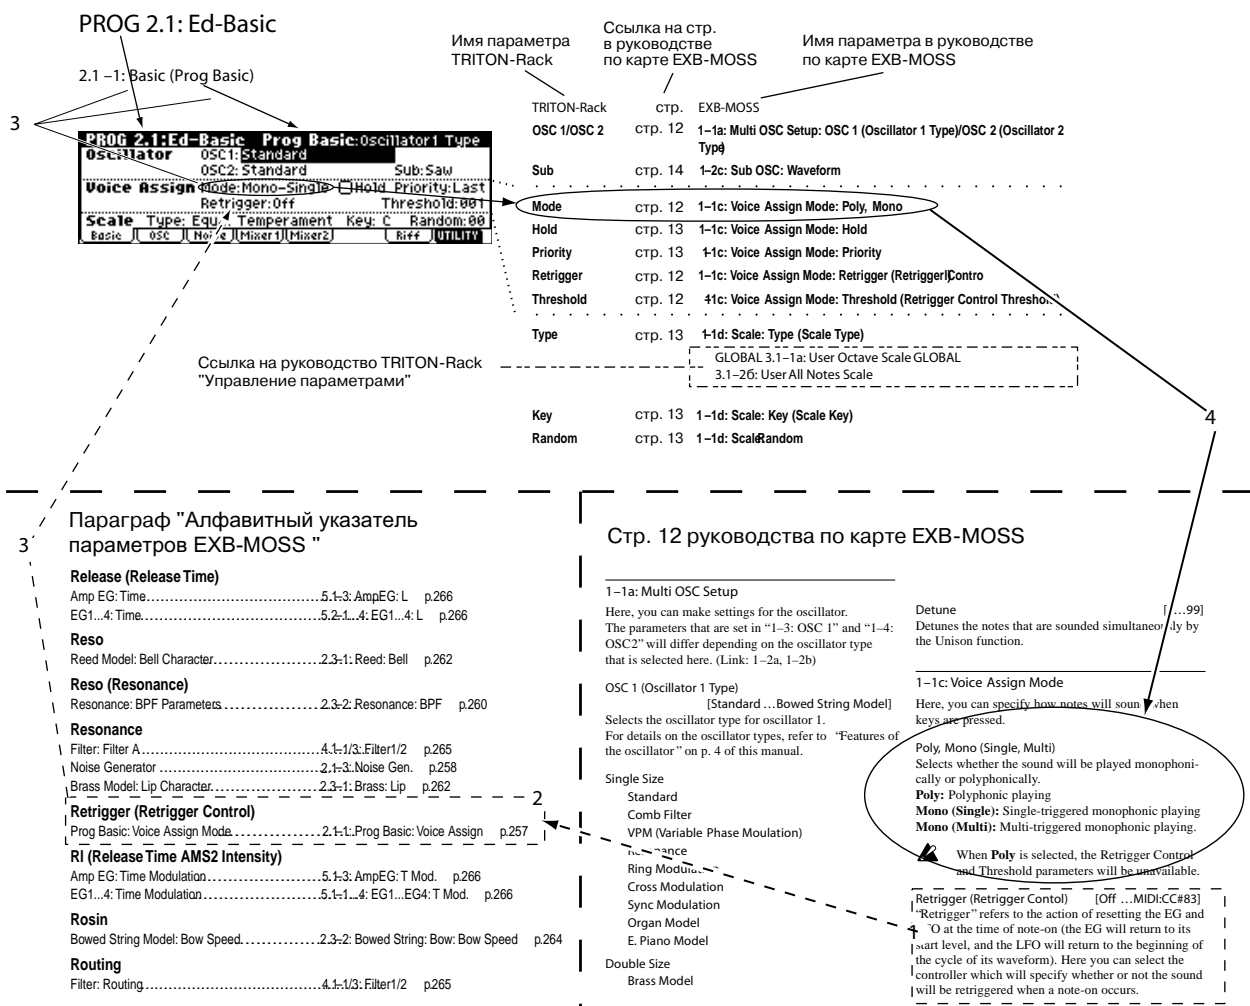 PROG 2.1: Ed-Basic
2.1 –1: Basic (Prog Basic)
3
PROG 2.1:Ed-Basic Prog Basic:Oscillator1 Type
Oscillator OSC1: Standard
OSC2: Standard Sub:Saw
Voice Assign Mode:Mono-Single Hold Priority:Last
Retrigger:Off Threshold:001
Scale Type: Equ Temperament Key: C Random:00
Basic OSC Mixer1 Mixer2 Riff UTILITY
Имя параметра
TRITON-Rack
Ссылка на стр.
в руководстве
по карте EXB-MOSS
Имя параметра в руководстве
по карте EXB-MOSS
TRITON-Rack стр. EXB-MOSS
OSC 1/OSC 2 стр. 12 1–1a: Multi OSC Setup: OSC 1 (Oscillator 1 Type)/OSC 2 (Oscillator 2
Type)
Sub стр. 14 1–2c: Sub OSC: Waveform
Mode стр. 12 1–1c: Voice Assign Mode: Poly, Mono
Hold стр. 13 1–1c: Voice Assign Mode: Hold
Priority стр. 13 1–1c: Voice Assign Mode: Priority
Retrigger стр. 12 1–1c: Voice Assign Mode: Retrigger (Retrigger Contro
Threshold стр. 12 1c: Voice Assign Mode: Threshold (Retrigger Control Threshol
Type стр. 13 1–1d: Scale: Type (Scale Type)
GLOBAL 3.1–1a: User Octave Scale GLOBAL
3.1–2б: User All Notes Scale
Ссылка на руководство TRITON-Rack
"Управление параметрами"
Key стр. 13 1–1d: Scale: Key (Scale Key)
Random стр. 13 1–1d: Scale Random
4
3
Параграф "Алфавитный указатель
параметров EXB-MOSS "
Release (Release Time)
Amp EG: Time 5.1–3: AmpEG: L p.266
EG1...4: Time 5.2–1...4: EG1...4: L p.266
Reso
Reed Model: Bell Character 2.3–1: Reed: Bell p.262
Reso (Resonance)
Resonance: BPF Parameters 2.3–2: Resonance: BPF p.260
Resonance
Filter: Filter A 4.1–1/3: Filter1/2 p.265
Noise Generator 2.1–3: Noise Gen. p.258
Brass Model: Lip Character 2.3–1: Brass: Lip p.262
2
Retrigger (Retrigger Control)
Prog Basic: Voice Assign Mode 2.1–1: Prog Basic: Voice Assign p.257
RI (Release Time AMS2 Intensity)
Amp EG: Time Modulation 5.1–3: AmpEG: T Mod. p.266
EG1...4: Time Modulation 5.1–1...4: EG1...EG4: T Mod. p.266
Rosin
Bowed String Model: Bow Speed 2.3–2: Bowed String: Bow: Bow Speed p.264
Routing
Filter: Routing 4.1–1/3: Filter1/2 p.265
Стр. 12 руководства по карте EXB-MOSS
1–1a: Multi OSC Setup
Here, you can make settings for the oscillator.
The parameters that are set in “1–3: OSC 1” and “1–4:
OSC2” will differ depending on the oscillator type
that is selected here. (Link: 1–2a, 1–2b)
OSC 1 (Oscillator 1 Type)
[Standard …Bowed String Model]
Selects the oscillator type for oscillator 1.
For details on the oscillator types, refer to “Features of
the oscillator” on p. 4 of this manual.
Single Size
Standard
Comb Filter
VPM (Variable Phase Moulation)
Ring
Cross Modulation
Sync Modulation
Organ Model
E. Piano Model
Double Size
Brass Model
Detune […99]
Detunes the notes that are sounded simultaneously by
the Unison function.
1–1c: Voice Assign Mode
Here, you can specify how notes will sound when
keys are pressed.
Poly, Mono (Single, Multi)
Selects whether the sound will be played monophoni-
cally or polyphonically.
Poly: Polyphonic playing
Mono (Single): Single-triggered monophonic playing
Mono (Multi): Multi-triggered monophonic playing.
When Poly is selected, the Retrigger Control
and Threshold parameters will be unavailable.
Retrigger (Retrigger Contol) [Off …MIDI:CC#83]
“Retrigger” refers to the action of resetting the EG and
1 at the time of note-on (the EG will return to its
start level, and the LFO will return to the beginning of
the cycle of its waveform). Here you can select the
controller which will specify whether or not the sound
will be retriggered when a note-on occurs.